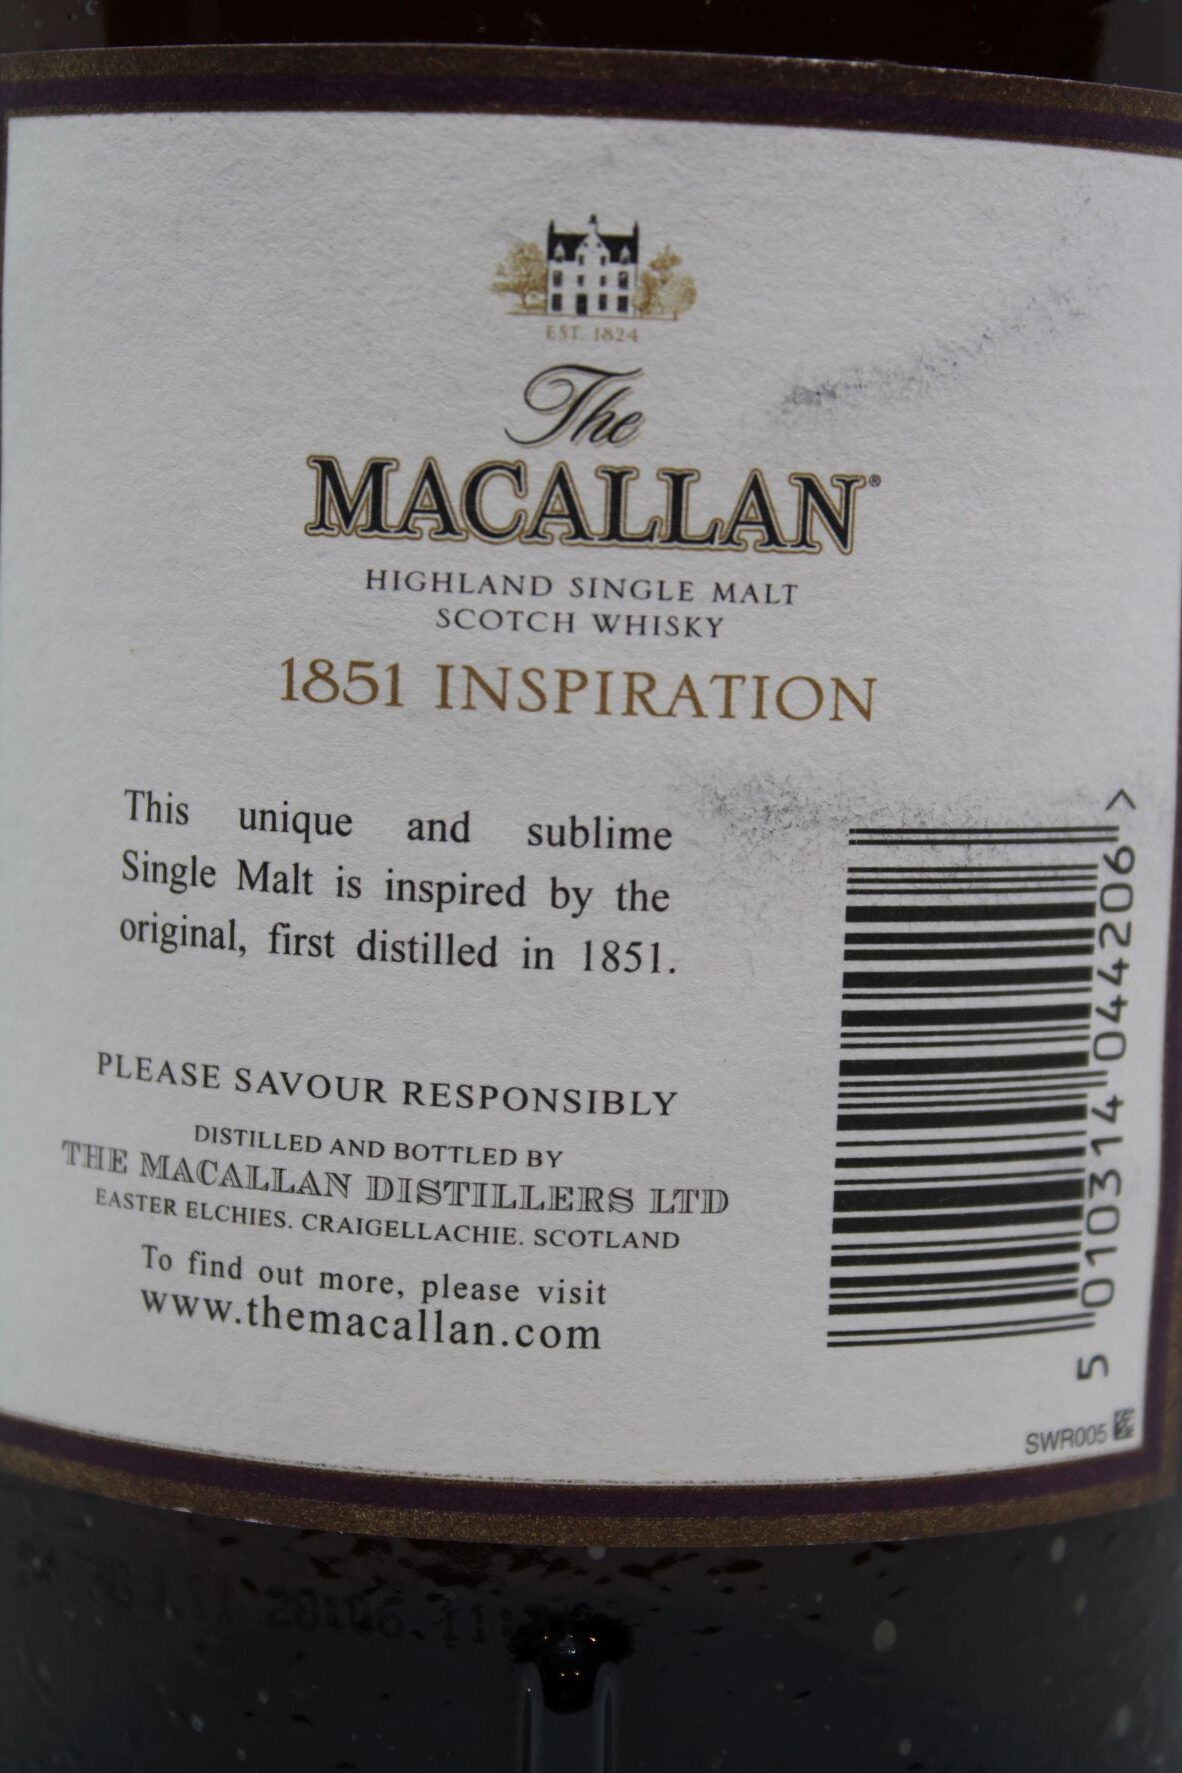 EST. 1824
The
MACALLAN®
HIGHLAND SINGLE MALT
SCOTCH WHISKY
1851 INSPIRATION
This unique and sublime
Single Malt is inspired by the
original, first distilled in 1851.
PLEASE SAVOUR RESPONSIBLY
DISTILLED AND BOTTLED BY
THE MACALLAN DISTILLERS LTD
EASTER ELCHIES. CRAIGELLACHIE. SCOTLAND
To find out more, please visit
www.themacallan.com
5 010314 044206 >
SWR005